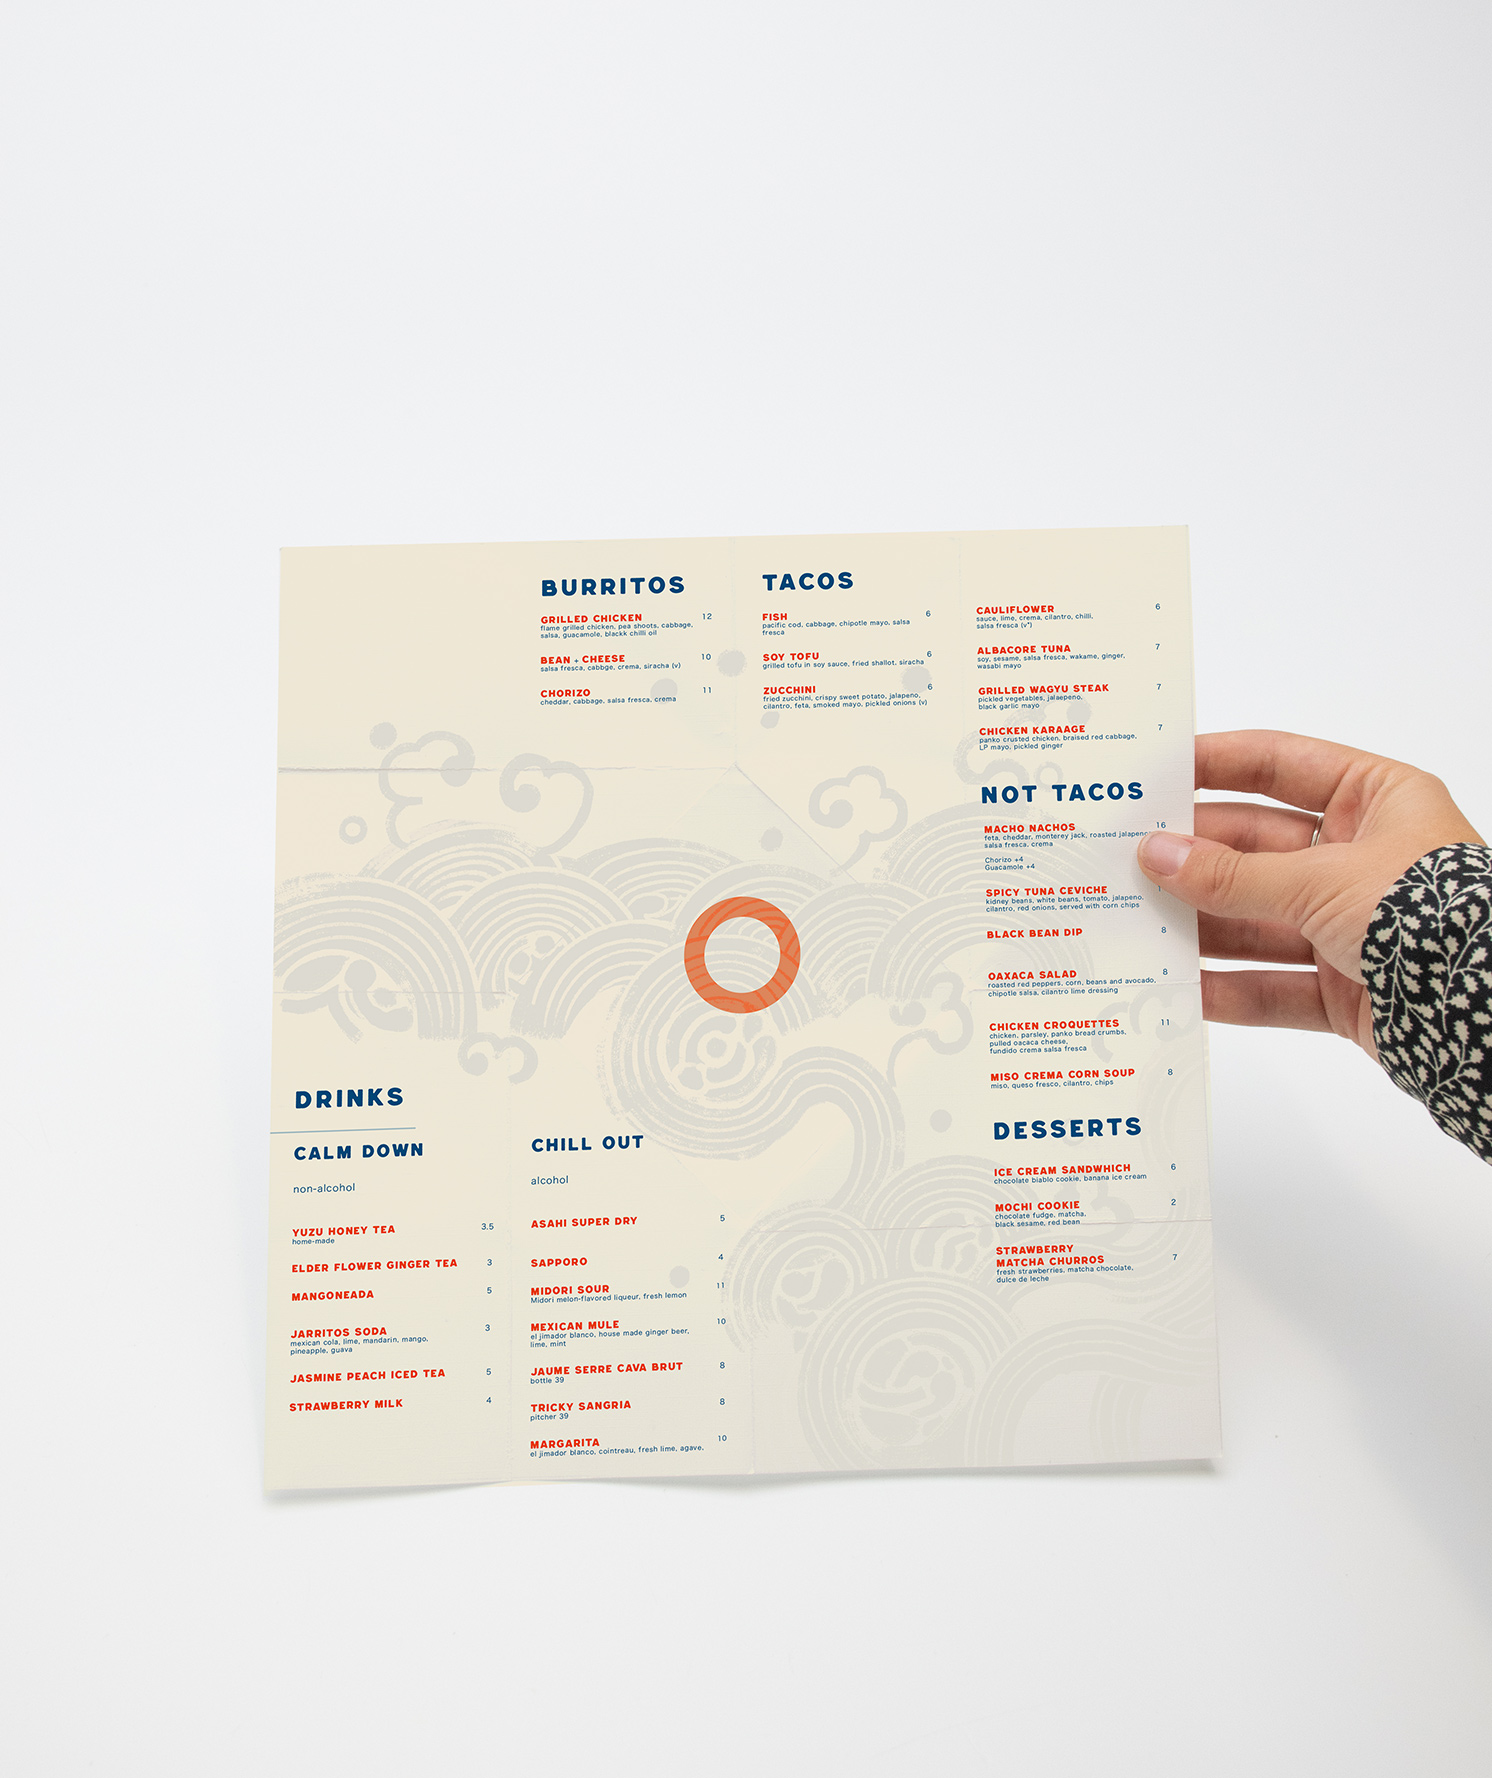 BURRITOS
GRILLED CHICKEN 12
flame grilled chicken, pea shoots, cabbage,
salsa, guacamole, blackk chilli oil
BEAN + CHEESE 10
salsa fresca, cabbge, crema, siracha (v)
CHORIZO 11
cheddar, cabbage, salsa fresca, crema
TACOS
FISH 6
pacific cod, cabbage, chipotle mayo, salsa
fresca
SOY TOFU 6
grilled tofu in soy sauce, fried shallot, siracha
ZUCCHINI 6
fried zucchini, crispy sweet potato, jalapeno,
cilantro, feta, smoked mayo, pickled onions (v)
CAULIFLOWER 6
sauce, lime, crema, cilantro, chilli,
salsa fresca (v*)
ALBACORE TUNA 7
soy, sesame, salsa fresca, wakame, ginger,
wasabi mayo
GRILLED WAGYU STEAK 7
pickled vegetables, jalaepeno,
black garlic mayo
CHICKEN KARAAGE 7
panko crusted chicken, braised red cabbage,
LP mayo, pickled ginger
NOT TACOS
MACHO NACHOS 16
feta, cheddar, monterey jack, roasted jalapeno
salsa fresca, crema
Chorizo +4
Guacamole +4
SPICY TUNA CEVICHE
kidney beans, white beans, tomato, jalapeno,
cilantro, red onions, served with corn chips
BLACK BEAN DIP 8
OAXACA SALAD 8
roasted red peppers, corn, beans and avocado,
chipotle salsa, cilantro lime dressing
CHICKEN CROQUETTES 11
chicken, parsley, panko bread crumbs,
pulled oacaca cheese,
fundido crema salsa fresca
MISO CREMA CORN SOUP 8
miso, queso fresco, cilantro, chips
DESSERTS
ICE CREAM SANDWHICH 6
chocolate biablo cookie, banana ice cream
MOCHI COOKIE 2
chocolate fudge, matcha,
black sesame, red bean
STRAWBERRY
MATCHA CHURROS 7
fresh strawberries, matcha chocolate,
dulce de leche
DRINKS
CALM DOWN
non-alcohol
YUZU HONEY TEA 3.5
home-made
ELDER FLOWER GINGER TEA 3
MANGONEADA 5
JARRITOS SODA 3
mexican cola, lime, mandarin, mango,
pineapple, guava
JASMINE PEACH ICED TEA 5
STRAWBERRY MILK 4
CHILL OUT
alcohol
ASAHI SUPER DRY 5
SAPPORO 4
MIDORI SOUR 11
Midori melon-flavored liqueur, fresh lemon
MEXICAN MULE 10
el jimador blanco, house made ginger beer,
lime, mint
JAUME SERRE CAVA BRUT 8
bottle 39
TRICKY SANGRIA 8
pitcher 39
MARGARITA 10
el jimador blanco, cointreau, fresh lime, agave,